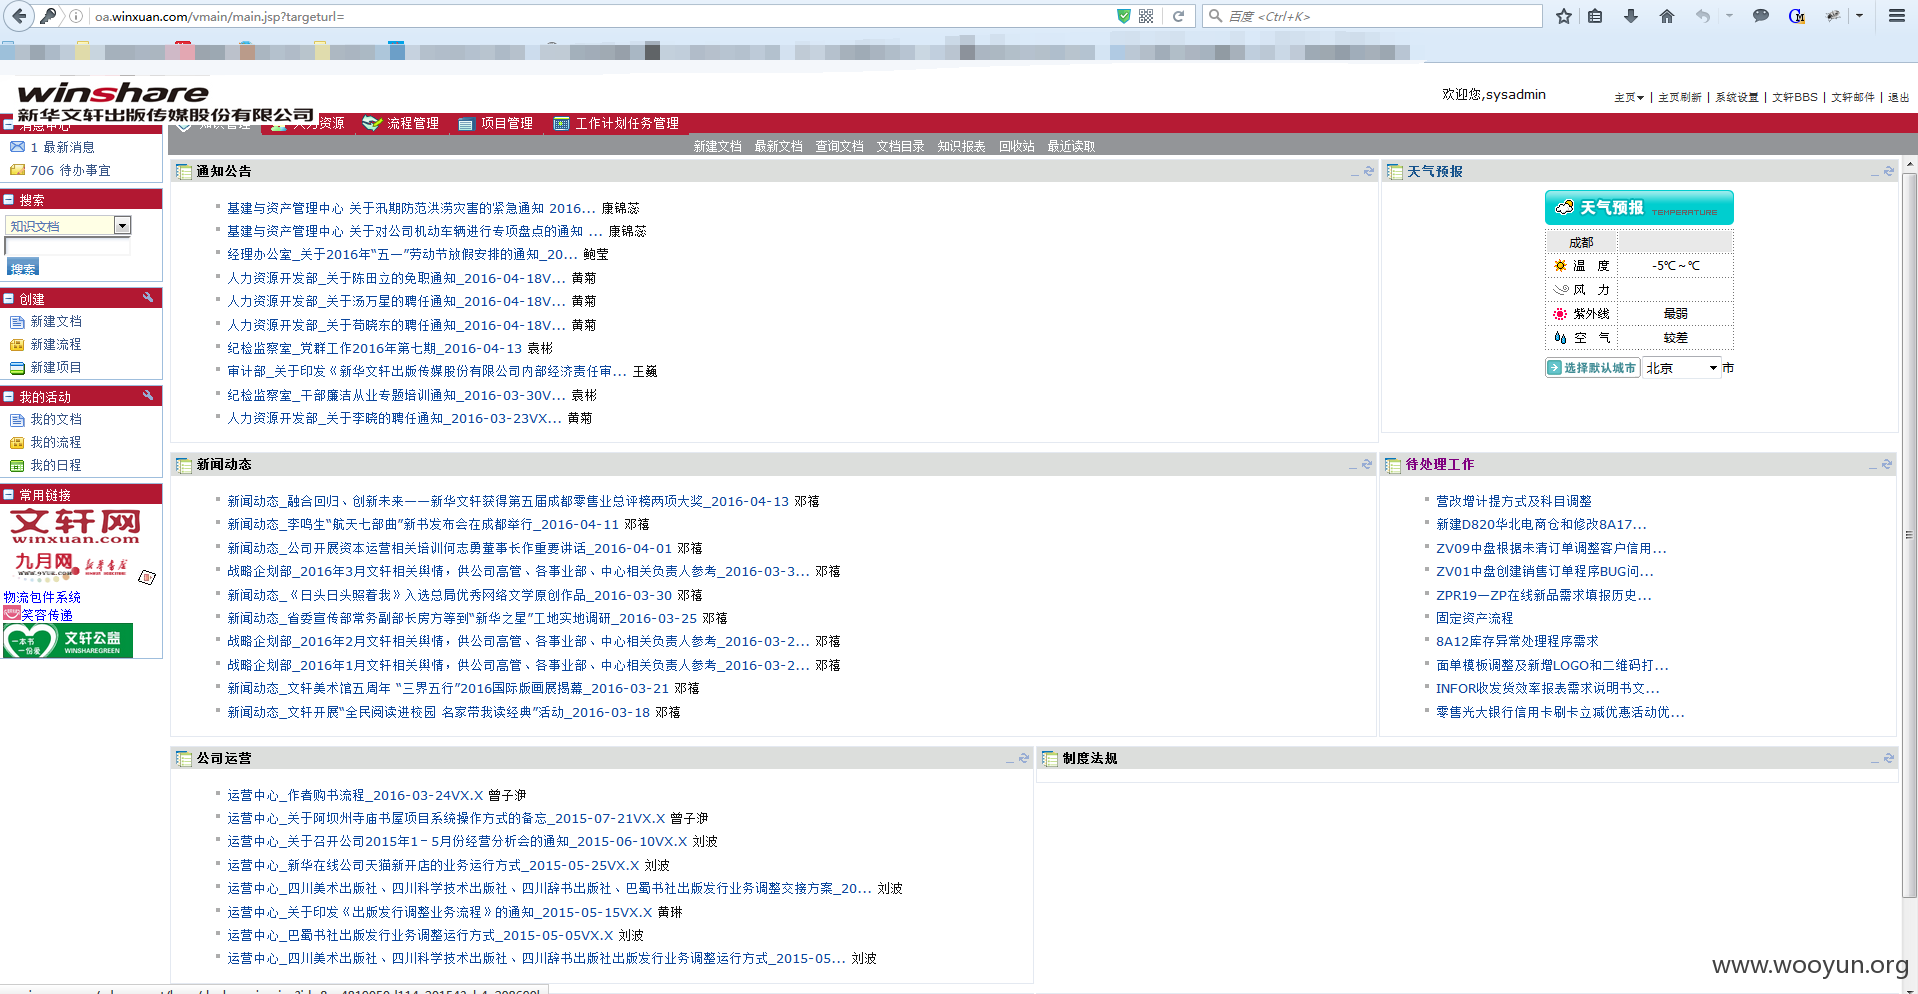 oa.winxuan.com/vmain/main.jsp?targeturl=
百度 <Ctrl+K>
winshare
新华文轩出版传媒股份有限公司
欢迎您,sysadmin
主页 | 主页刷新 | 系统设置 | 文轩BBS | 文轩邮件 | 退出
消息中心
知识管理 人力资源 流程管理 项目管理 工作计划任务管理
新建文档 最新文档 查询文档 文档目录 知识报表 回收站 最近读取
1 最新消息
706 待办事宜
搜索
知识文档
搜索
创建
新建文档
新建流程
新建项目
我的活动
我的文档
我的流程
我的日程
常用链接
文轩网
winxuan.com
九月网 新华书店
物流包件系统
笑容传递
一本书 一份爱
文轩公益
WINSHAREGREEN
通知公告
基建与资产管理中心 关于汛期防范洪涝灾害的紧急通知 2016... 康锦蕊
基建与资产管理中心 关于对公司机动车辆进行专项盘点的通知 ... 康锦蕊
经理办公室_关于2016年“五一”劳动节放假安排的通知_20... 鲍莹
人力资源开发部_关于陈田立的免职通知_2016-04-18V... 黄菊
人力资源开发部_关于汤万星的聘任通知_2016-04-18V... 黄菊
人力资源开发部_关于荀晓东的聘任通知_2016-04-18V... 黄菊
纪检监察室_党群工作2016年第七期_2016-04-13 袁彬
审计部_关于印发《新华文轩出版传媒股份有限公司内部经济责任审... 王巍
纪检监察室_干部廉洁从业专题培训通知_2016-03-30V... 袁彬
人力资源开发部_关于李晓的聘任通知_2016-03-23VX... 黄菊
天气预报
天气预报 TEMPERATURE
成都
温 度 -5℃～℃
风 力
紫外线 最弱
空 气 较差
选择默认城市 北京 市
新闻动态
新闻动态_融合回归、创新未来——新华文轩获得第五届成都零售业总评榜两项大奖_2016-04-13 邓禧
新闻动态_李鸣生“航天七部曲”新书发布会在成都举行_2016-04-11 邓禧
新闻动态_公司开展资本运营相关培训何志勇董事长作重要讲话_2016-04-01 邓禧
战略企划部_2016年3月文轩相关舆情，供公司高管、各事业部、中心相关负责人参考_2016-03-3... 邓禧
新闻动态_《日头日头照着我》入选总局优秀网络文学原创作品_2016-03-30 邓禧
新闻动态_省委宣传部常务副部长房方等到“新华之星”工地实地调研_2016-03-25 邓禧
战略企划部_2016年2月文轩相关舆情，供公司高管、各事业部、中心相关负责人参考_2016-03-2... 邓禧
战略企划部_2016年1月文轩相关舆情，供公司高管、各事业部、中心相关负责人参考_2016-03-2... 邓禧
新闻动态_文轩美术馆五周年 “三界五行”2016国际版画展揭幕_2016-03-21 邓禧
新闻动态_文轩开展“全民阅读进校园 名家带我读经典”活动_2016-03-18 邓禧
待处理工作
营改增计提方式及科目调整
新建D820华北电商仓和修改8A17...
ZV09中盘根据未清订单调整客户信用...
ZV01中盘创建销售订单程序BUG问...
ZPR19—ZP在线新品需求填报历史...
固定资产流程
8A12库存异常处理程序需求
面单模板调整及新增LOGO和二维码打...
INFOR收发货效率报表需求说明书文...
零售光大银行信用卡刷卡立减优惠活动优...
公司运营
运营中心_作者购书流程_2016-03-24VX.X 曾子洢
运营中心_关于阿坝州寺庙书屋项目系统操作方式的备忘_2015-07-21VX.X 曾子洢
运营中心_关于召开公司2015年1－5月份经营分析会的通知_2015-06-10VX.X 刘波
运营中心_新华在线公司天猫新开店的业务运行方式_2015-05-25VX.X 刘波
运营中心_四川美术出版社、四川科学技术出版社、四川辞书出版社、巴蜀书社出版发行业务调整交接方案_20... 刘波
运营中心_关于印发《出版发行调整业务流程》的通知_2015-05-15VX.X 黄琳
运营中心_巴蜀书社出版发行业务调整运行方式_2015-05-05VX.X 刘波
运营中心_四川美术出版社、四川科学技术出版社、四川辞书出版社出版发行业务调整运行方式_2015-05... 刘波
制度法规
www.wooyun.org